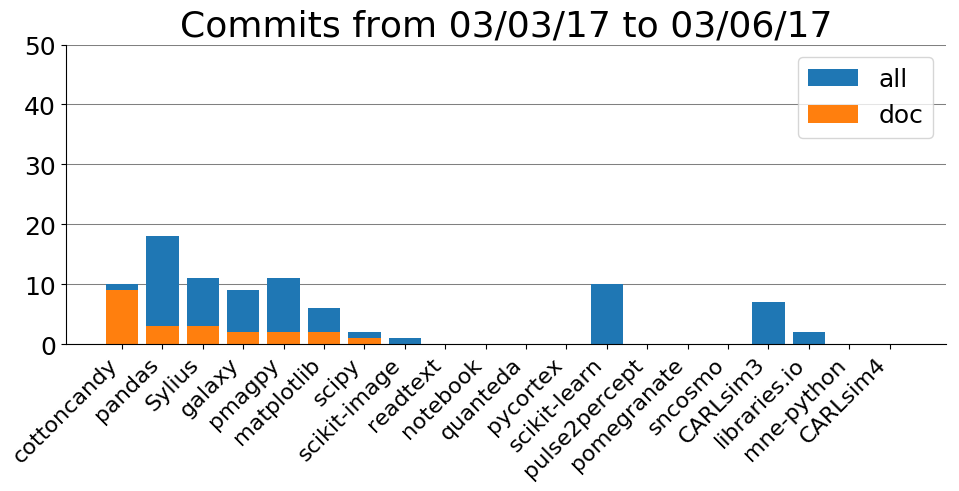 Commits from 03/03/17 to 03/06/17
50
40
30
20
10
0
all
doc
cottoncandy
pandas
Sylius
galaxy
pmagpy
matplotlib
scipy
scikit-image
readtext
notebook
quanteda
pycortex
scikit-learn
pulse2percept
pomegranate
sncosmo
CARLsim3
libraries.io
mne-python
CARLsim4